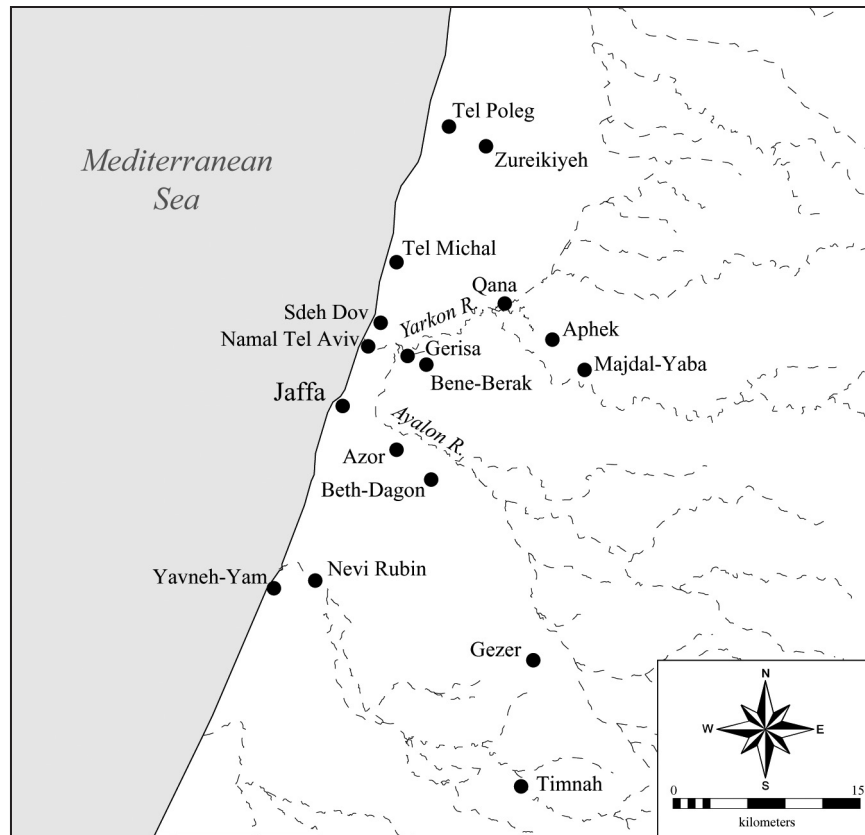 Tel Poleg
Zureikiyeh
Mediterranean
Sea
Tel Michal
Qana
Sdeh Dov
Yarkon R.
Namal Tel Aviv
Gerisa
Aphek
Bene-Berak
Majdal-Yaba
Jaffa
Ayalon R.
Azor
Beth-Dagon
Yavneh-Yam
Nevi Rubin
Gezer
N
W
E
S
Timnah
0
15
kilometers